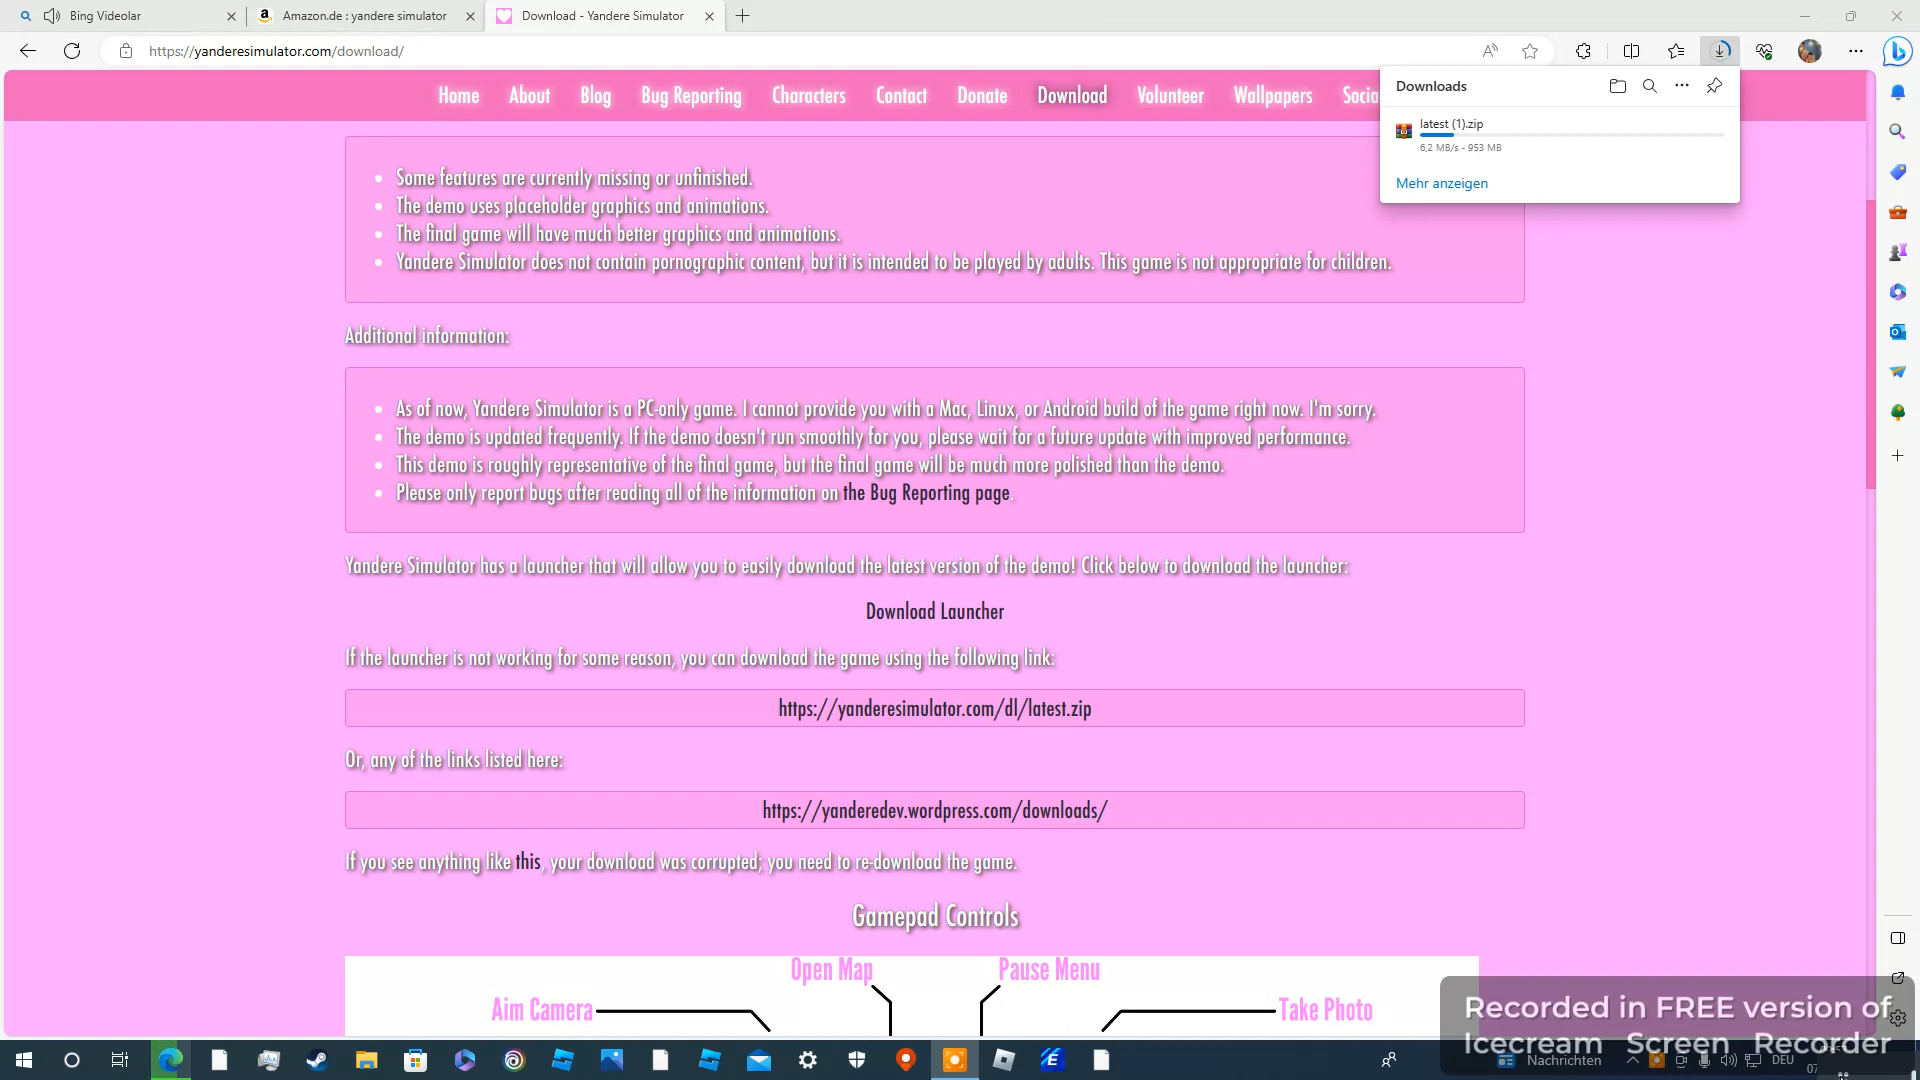 Bing Videolar
Amazon.de : yandere simulator
Download - Yandere Simulator
https://yanderesimulator.com/download/
Home About Blog Bug Reporting Characters Contact Donate Download Volunteer Wallpapers Socia
Downloads
latest (1).zip
6,2 MB/s - 953 MB
Mehr anzeigen
Some features are currently missing or unfinished.
The demo uses placeholder graphics and animations.
The final game will have much better graphics and animations.
Yandere Simulator does not contain pornographic content, but it is intended to be played by adults. This game is not appropriate for children.
Additional information:
As of now, Yandere Simulator is a PC-only game. I cannot provide you with a Mac, Linux, or Android build of the game right now. I'm sorry.
The demo is updated frequently. If the demo doesn't run smoothly for you, please wait for a future update with improved performance.
This demo is roughly representative of the final game, but the final game will be much more polished than the demo.
Please only report bugs after reading all of the information on the Bug Reporting page.
Yandere Simulator has a launcher that will allow you to easily download the latest version of the demo! Click below to download the launcher:
Download Launcher
If the launcher is not working for some reason, you can download the game using the following link:
https://yanderesimulator.com/dl/latest.zip
Or, any of the links listed here:
https://yanderedev.wordpress.com/downloads/
If you see anything like this, your download was corrupted; you need to re-download the game.
Gamepad Controls
Open Map Pause Menu
Aim Camera Take Photo
Recorded in FREE version of
Icecream Screen Recorder
Nachrichten
DEU